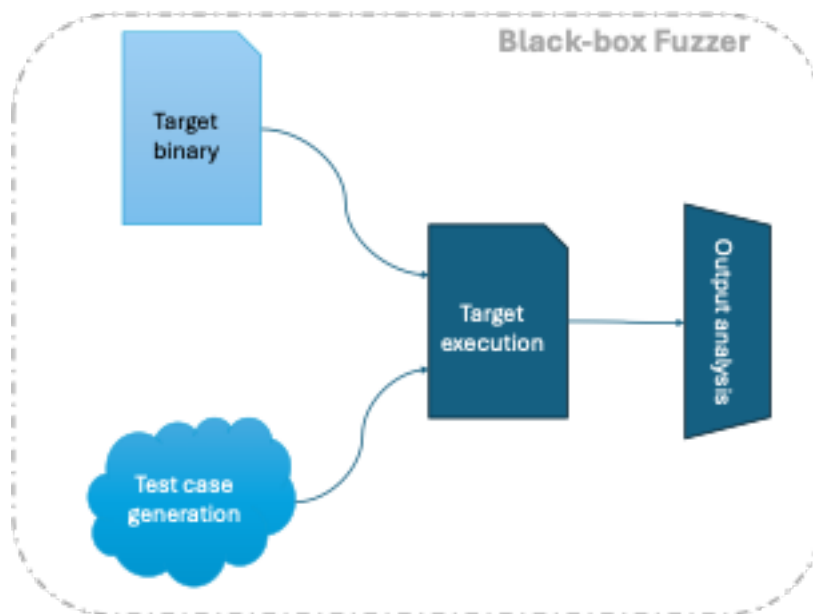 Black-box Fuzzer
Target
binary
Target
execution
Output analysis
Test case
generation